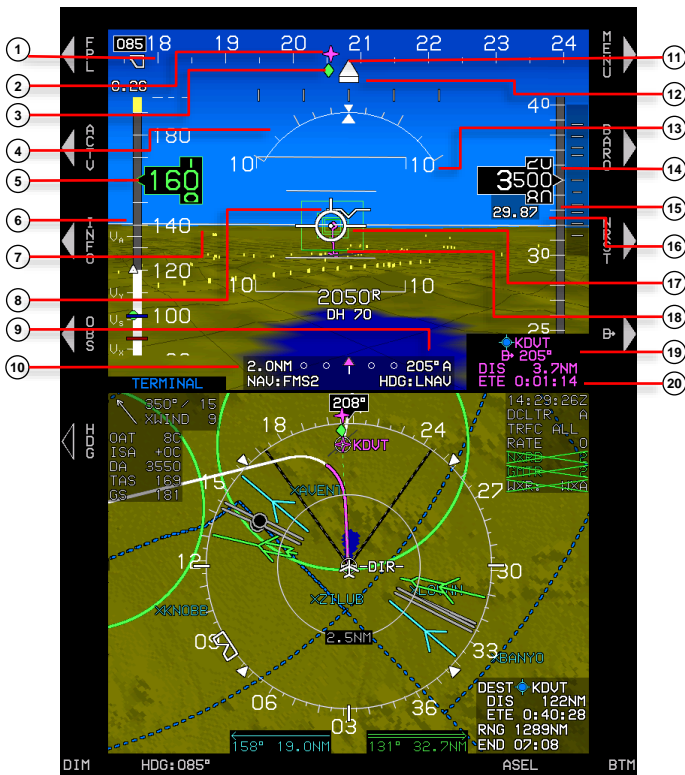 085 18 19 20 21 22 23 24
1
FPL
MENU
11
2
0.26
12
3
40
180
13
4
ACTV
BARO
10 10
14
5
160
3500
29.87
15
6
INFO
NRST
140
VA
16
7
30
120
17
8
VY
10 10
2050R
DH 70
18
9
OBS
100
VS
VX
25
KDVT
205°
19
2.0NM 205°A
DIS 3.7NM
10
NAV:FMS2 HDG:LNAV
ETE 0:01:14
20
TERMINAL
350°/ 15
XWIND 9
208°
14:29:26Z
DCLTR A
TRFC ALL
RATE 0
HDG
OAT 8C
ISA +0C
DA 3550
TAS 169
GS 181
18
KDVT
24
15
XAVENT
27
12
-DIR-
30
XZILUB
XKNOBB
2.5NM
09
33
XBANYO
06
03
36
DEST KDVT
DIS 122NM
ETE 0:40:28
RNG 1289NM
END 07:08
158° 19.0NM
131° 32.7NM
DIM HDG:085° ASEL BTM